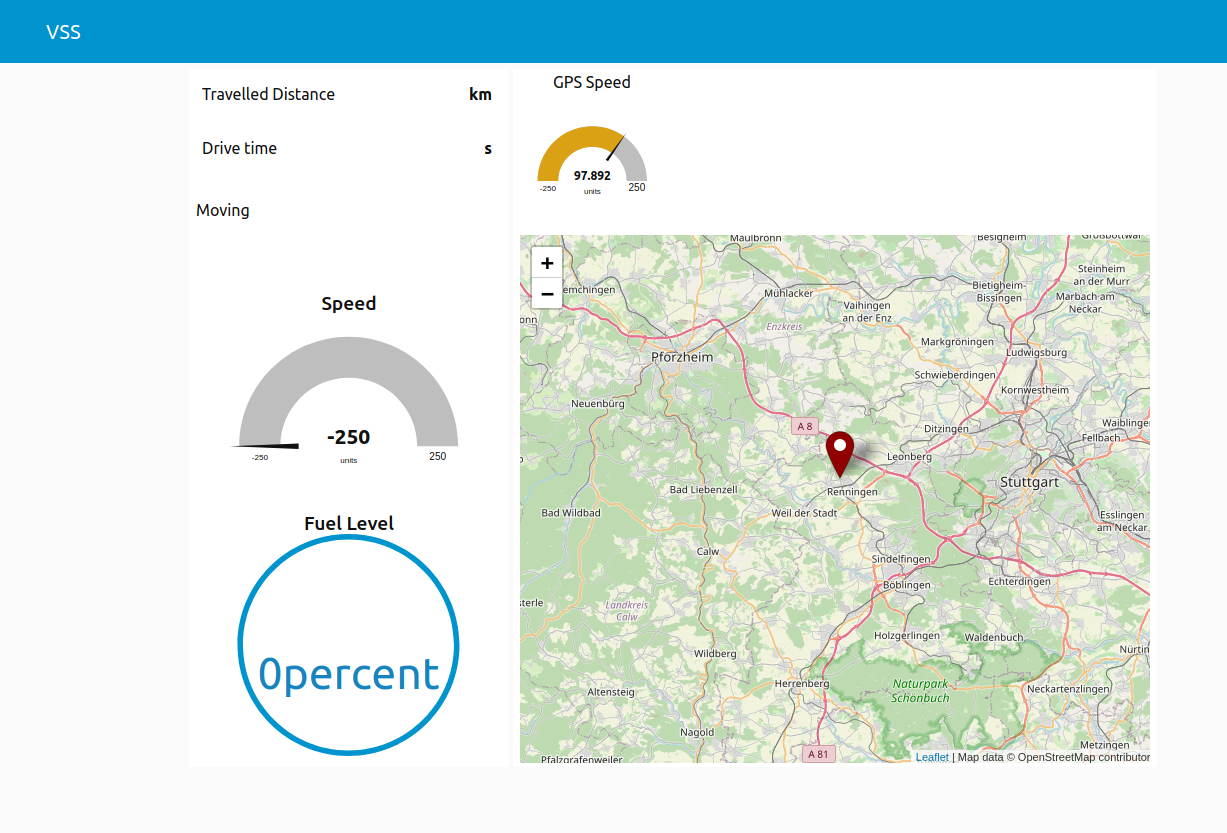 VSS
Travelled Distance km
Drive time s
Moving
Speed
-250
-250
units
250
Fuel Level
0percent
GPS Speed
97.892
-250
units
250
+
−
Maulbronn
Besigheim
Steinheim
an der Murr
Bietigheim-
Bissingen
Marbach am
Neckar
emchingen
Mühlacker
Vaihingen
an der Enz
onn
Enzkreis
Markgröningen
Ludwigsburg
Pforzheim
Schwieberdingen
Kornwestheim
Neuenbürg
A 8
Ditzingen
Waiblinge
Fellbach
Leonberg
Bad Liebenzell
Renningen
Stuttgart
Bad Wildbad
Weil der Stadt
Esslingen
am Neckar
Calw
Sindelfingen
Böblingen
Echterdingen
sterle
Landkreis
Calw
Holzgerlingen
Waldenbuch
Wildberg
Nürtin
Herrenberg
Naturpark
Schönbuch
Neckartenzlingen
Altensteig
Nagold
Metzingen
A 81
Pfalzgrafenweiler
Leaflet | Map data © OpenStreetMap contributor